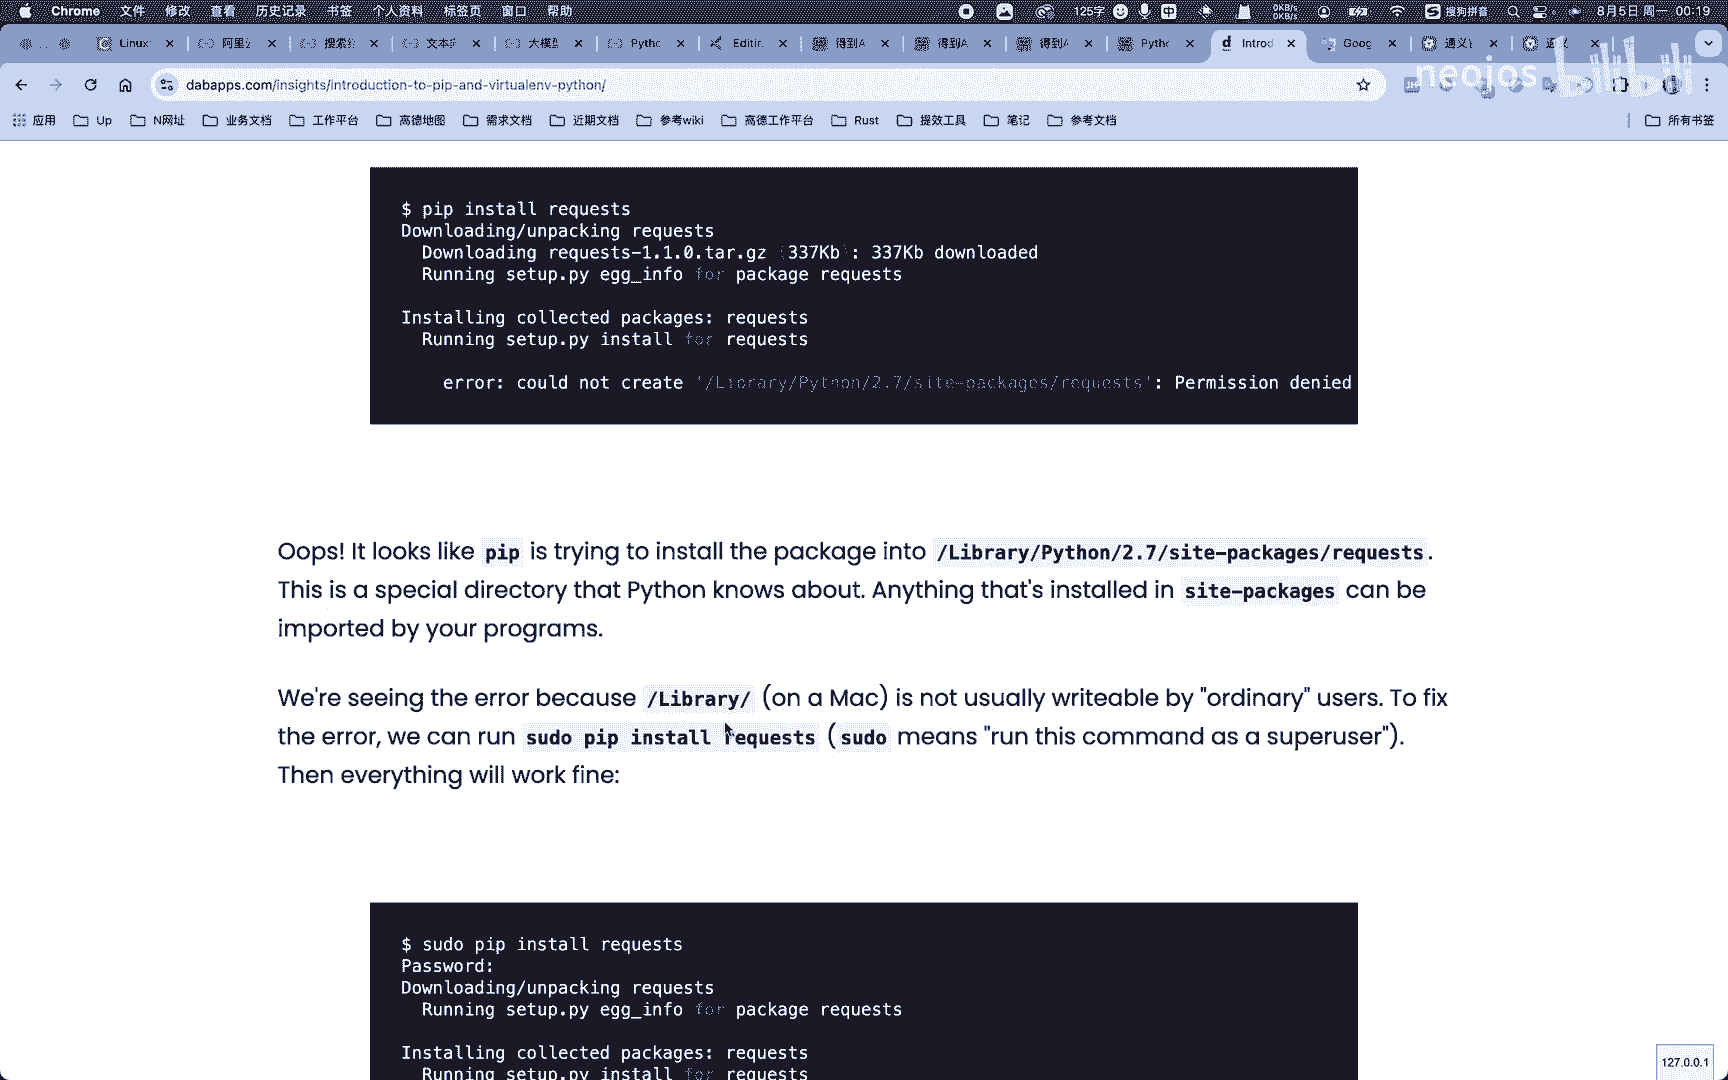 Chrome 文件 修改 查看 历史记录 书签 个人资料 标签页 窗口 帮助 125字 中 0KB/s 0KB/s 搜狗拼音 8月5日 周一 00:19
Linux 阿里云 搜索 文本 大模型 Pytho Editin 得到A 得到A 得到A Pytho Introd Goog 通义
neojos bilibili
dabapps.com/insights/introduction-to-pip-and-virtualenv-python/
应用 Up N网址 业务文档 工作平台 高德地图 需求文档 近期文档 参考wiki 高德工作平台 Rust 提效工具 笔记 参考文档 所有书签
$ pip install requests
Downloading/unpacking requests
Downloading requests-1.1.0.tar.gz (337Kb): 337Kb downloaded
Running setup.py egg_info for package requests
Installing collected packages: requests
Running setup.py install for requests
error: could not create '/Library/Python/2.7/site-packages/requests': Permission denied
Oops! It looks like pip is trying to install the package into /Library/Python/2.7/site-packages/requests.
This is a special directory that Python knows about. Anything that's installed in site-packages can be
imported by your programs.
We're seeing the error because /Library/ (on a Mac) is not usually writeable by "ordinary" users. To fix
the error, we can run sudo pip install requests (sudo means "run this command as a superuser").
Then everything will work fine:
$ sudo pip install requests
Password:
Downloading/unpacking requests
Running setup.py egg_info for package requests
Installing collected packages: requests
Running setup.py install for requests
127.0.0.1